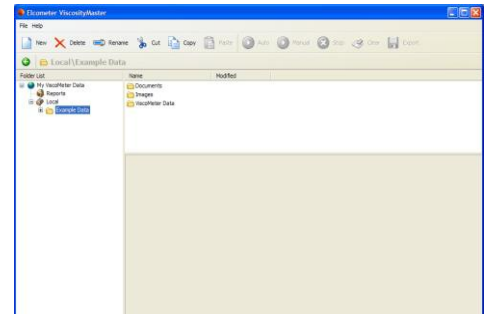 Elcometer ViscosityMaster
File Help
New Delete Rename Cut Copy Paste Auto Manual Stop Clear Export
Local\Example Data
Folder List
Name Modified
My ViscoMeter Data
Reports
Local
Example Data
Documents
Images
ViscoMeter Data